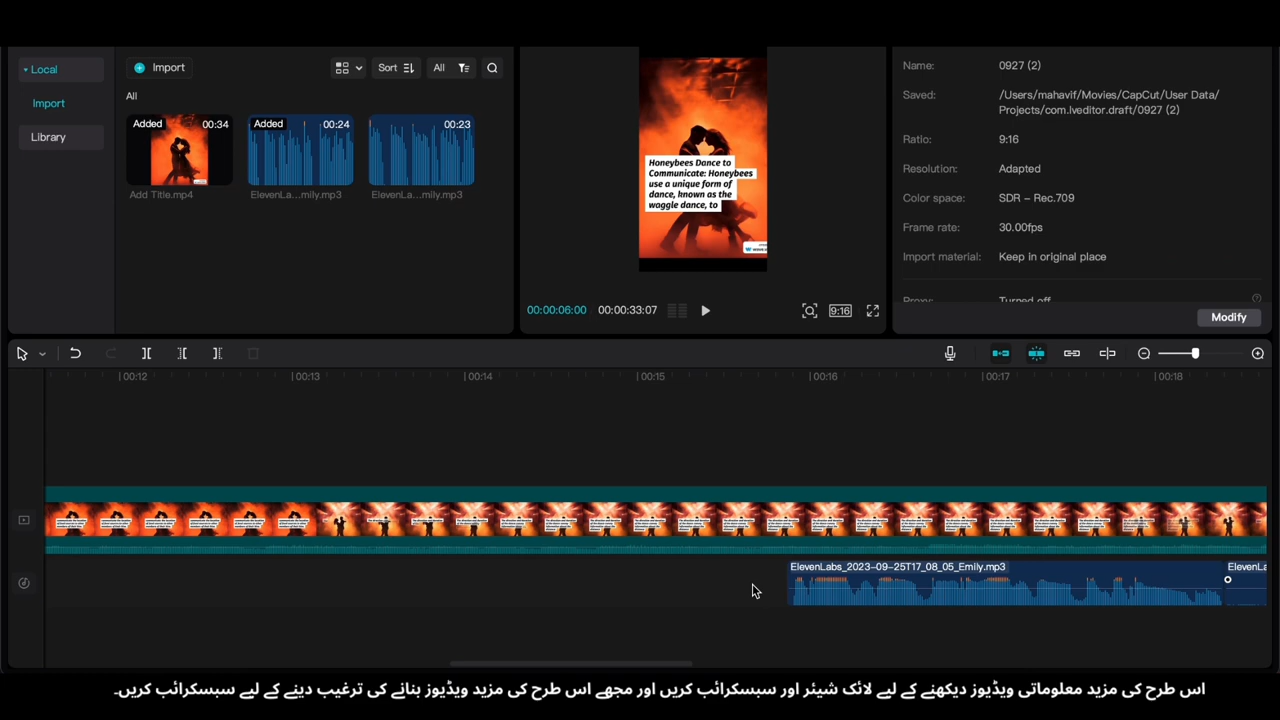 Local
Import
Library
Import
Sort
All
All
Added
00:34
Add Title.mp4
Added
00:24
ElevenLa...mily.mp3
00:23
ElevenLa...mily.mp3
Honeybees Dance to
Communicate: Honeybees
use a unique form of
dance, known as the
waggle dance, to
00:00:06:00
00:00:33:07
9:16
Name: 0927 (2)
Saved: /Users/mahavif/Movies/CapCut/User Data/
Projects/com.lveditor.draft/0927 (2)
Ratio: 9:16
Resolution: Adapted
Color space: SDR – Rec.709
Frame rate: 30.00fps
Import material: Keep in original place
Proxy: Turned off
Modify
00:12
00:13
00:14
00:15
00:16
00:17
00:18
ElevenLabs_2023-09-25T17_08_05_Emily.mp3
ElevenLa
اس طرح کی مزید معلوماتی ویڈیوز دیکھنے کے لیے لائک شیئر اور سبسکرائب کریں اور مجھے اس طرح کی مزید ویڈیوز بنانے کی ترغیب دینے کے لیے سبسکرائب کریں۔